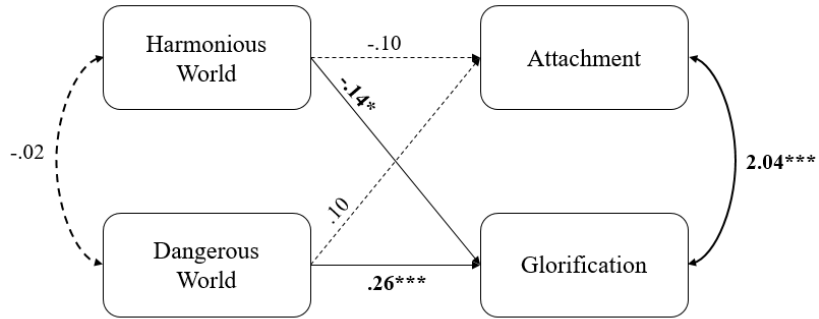 Harmonious
World
-.10
Attachment
-.14*
-.02
2.04***
.10
Dangerous
World
.26***
Glorification